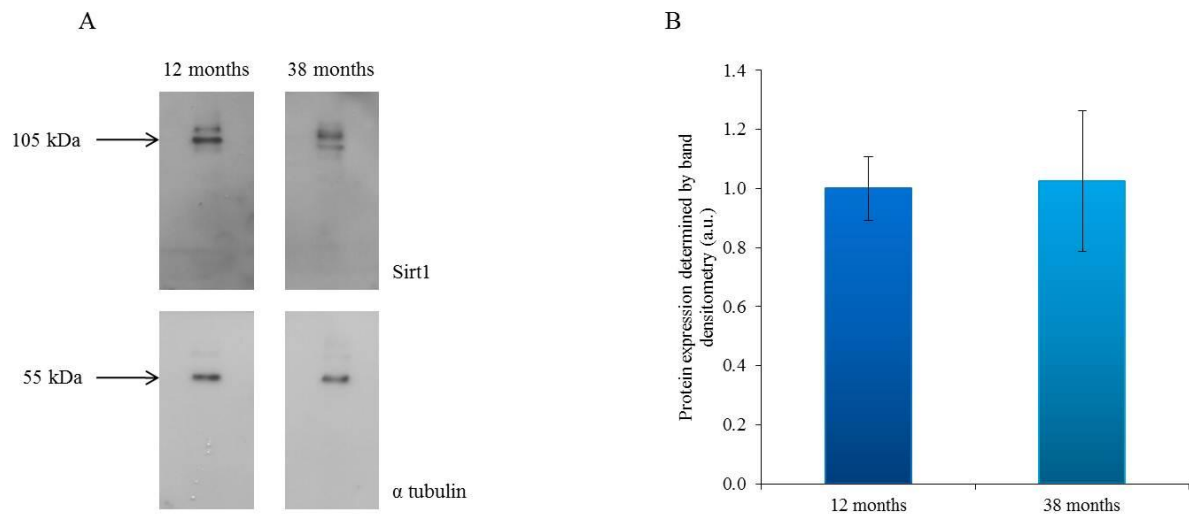 A
12 months 38 months
105 kDa
Sirt1
55 kDa
α tubulin
B
Protein expression determined by band
densitometry (a.u.)
1.4
1.2
1.0
0.8
0.6
0.4
0.2
0.0
12 months 38 months